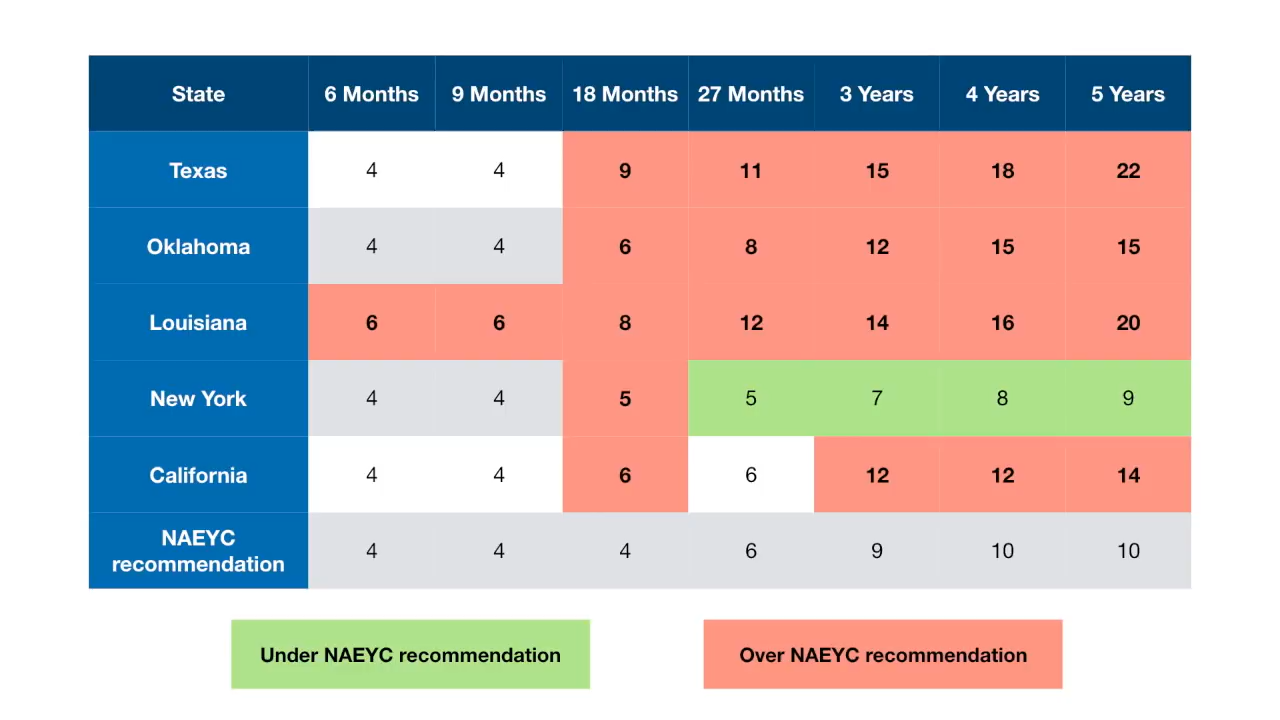 State 6 Months 9 Months 18 Months 27 Months 3 Years 4 Years 5 Years
Texas 4 4 9 11 15 18 22
Oklahoma 4 4 6 8 12 15 15
Louisiana 6 6 8 12 14 16 20
New York 4 4 5 5 7 8 9
California 4 4 6 6 12 12 14
NAEYC
recommendation 4 4 4 6 9 10 10
Under NAEYC recommendation
Over NAEYC recommendation